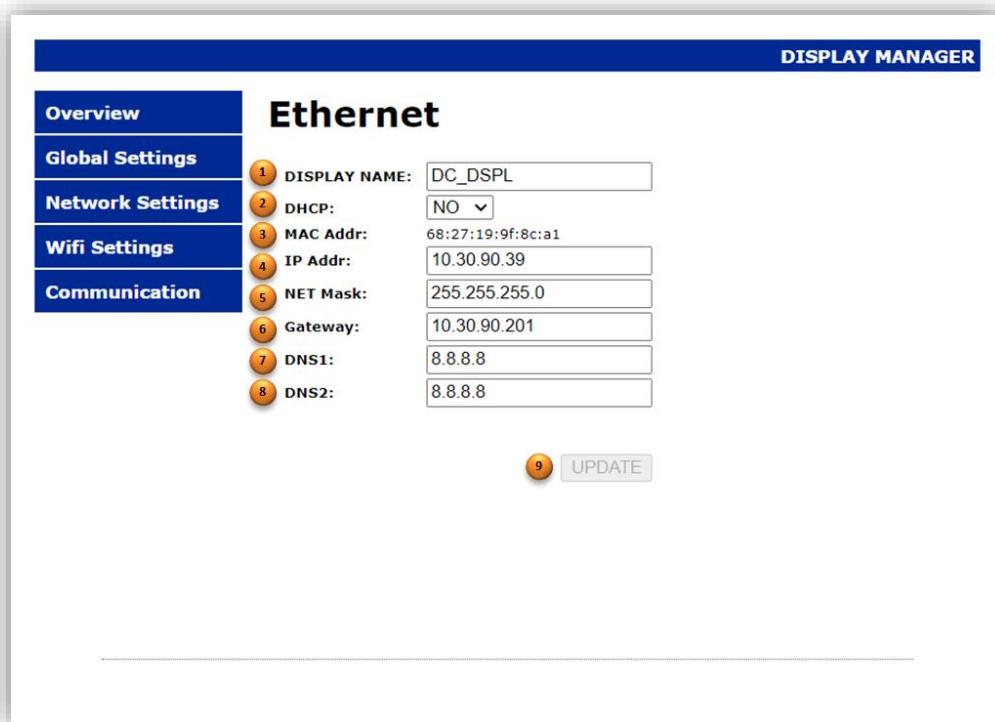 DISPLAY MANAGER
Overview
Global Settings
Network Settings
Wifi Settings
Communication
Ethernet
1 DISPLAY NAME: DC_DSPL
2 DHCP: NO
3 MAC Addr: 68:27:19:9f:8c:a1
4 IP Addr: 10.30.90.39
5 NET Mask: 255.255.255.0
6 Gateway: 10.30.90.201
7 DNS1: 8.8.8.8
8 DNS2: 8.8.8.8
9 UPDATE